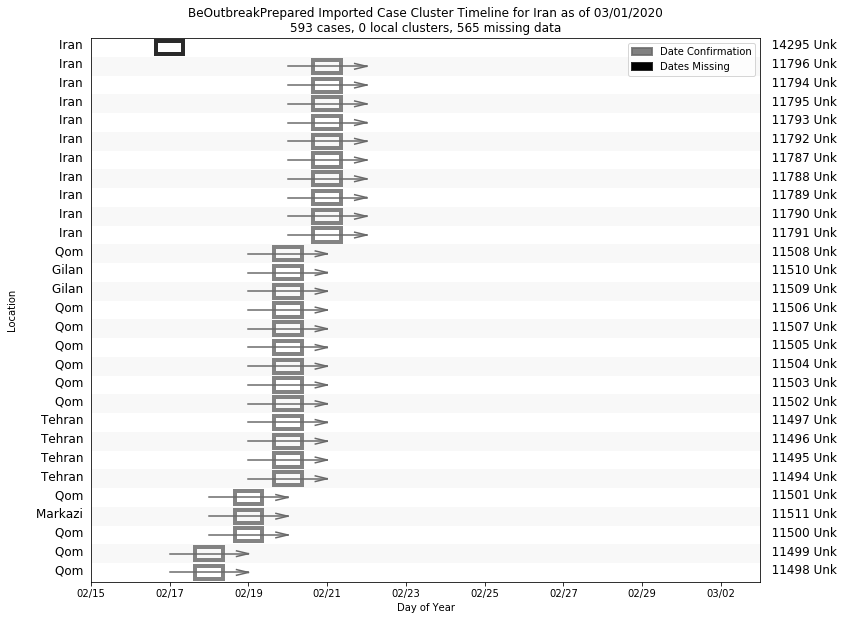 BeOutbreakPrepared Imported Case Cluster Timeline for Iran as of 03/01/2020
593 cases, 0 local clusters, 565 missing data
Date Confirmation
Dates Missing
Iran 14295 Unk
Iran 11796 Unk
Iran 11794 Unk
Iran 11795 Unk
Iran 11793 Unk
Iran 11792 Unk
Iran 11787 Unk
Iran 11788 Unk
Iran 11789 Unk
Iran 11790 Unk
Iran 11791 Unk
Qom 11508 Unk
Gilan 11510 Unk
Gilan 11509 Unk
Qom 11506 Unk
Qom 11507 Unk
Qom 11505 Unk
Qom 11504 Unk
Qom 11503 Unk
Qom 11502 Unk
Tehran 11497 Unk
Tehran 11496 Unk
Tehran 11495 Unk
Tehran 11494 Unk
Qom 11501 Unk
Markazi 11511 Unk
Qom 11500 Unk
Qom 11499 Unk
Qom 11498 Unk
Location
02/15 02/17 02/19 02/21 02/23 02/25 02/27 02/29 03/02
Day of Year